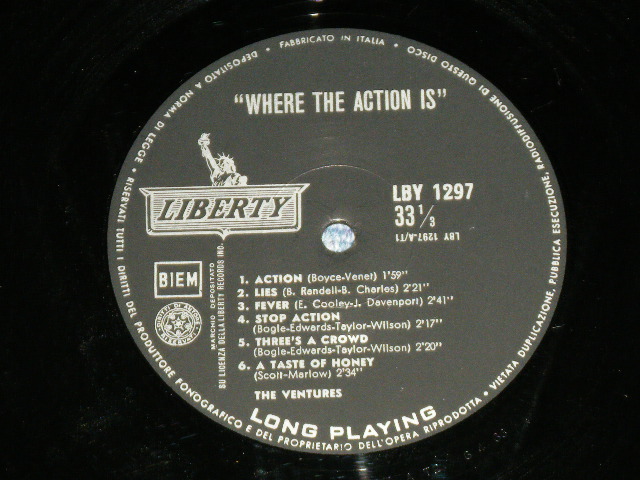 DEPOSITATO A NORMA DI LEGGE • RISERVATI TUTTI I DIRITTI DEL PRODUTTORE FONOGRAFICO E DEL PROPRIETARIO DELL'OPERA RIPRODOTTA • VIETATA DUPLICAZIONE, PUBBLICA ESECUZIONE, RADIODIFFUSIONE DI QUESTO DISCO •
FABBRICATO IN ITALIA •
"WHERE THE ACTION IS"
LIBERTY
LBY 1297
33 1/3
LBY 1297-A/T1
BIEM
MARCHIO DEPOSITATO
SU LICENZA DELLA LIBERTY RECORDS INC.
1. ACTION (Boyce-Venet) 1'59"
2. LIES (B. Randell-B. Charles) 2'21"
3. FEVER (E. Cooley-J. Davenport) 2'41"
4. STOP ACTION
(Bogle-Edwards-Taylor-Wilson) 2'17"
5. THREE'S A CROWD
(Bogle-Edwards-Taylor-Wilson) 2'20"
6. A TASTE OF HONEY
(Scott-Marlow) 2'34"
THE VENTURES
LONG PLAYING